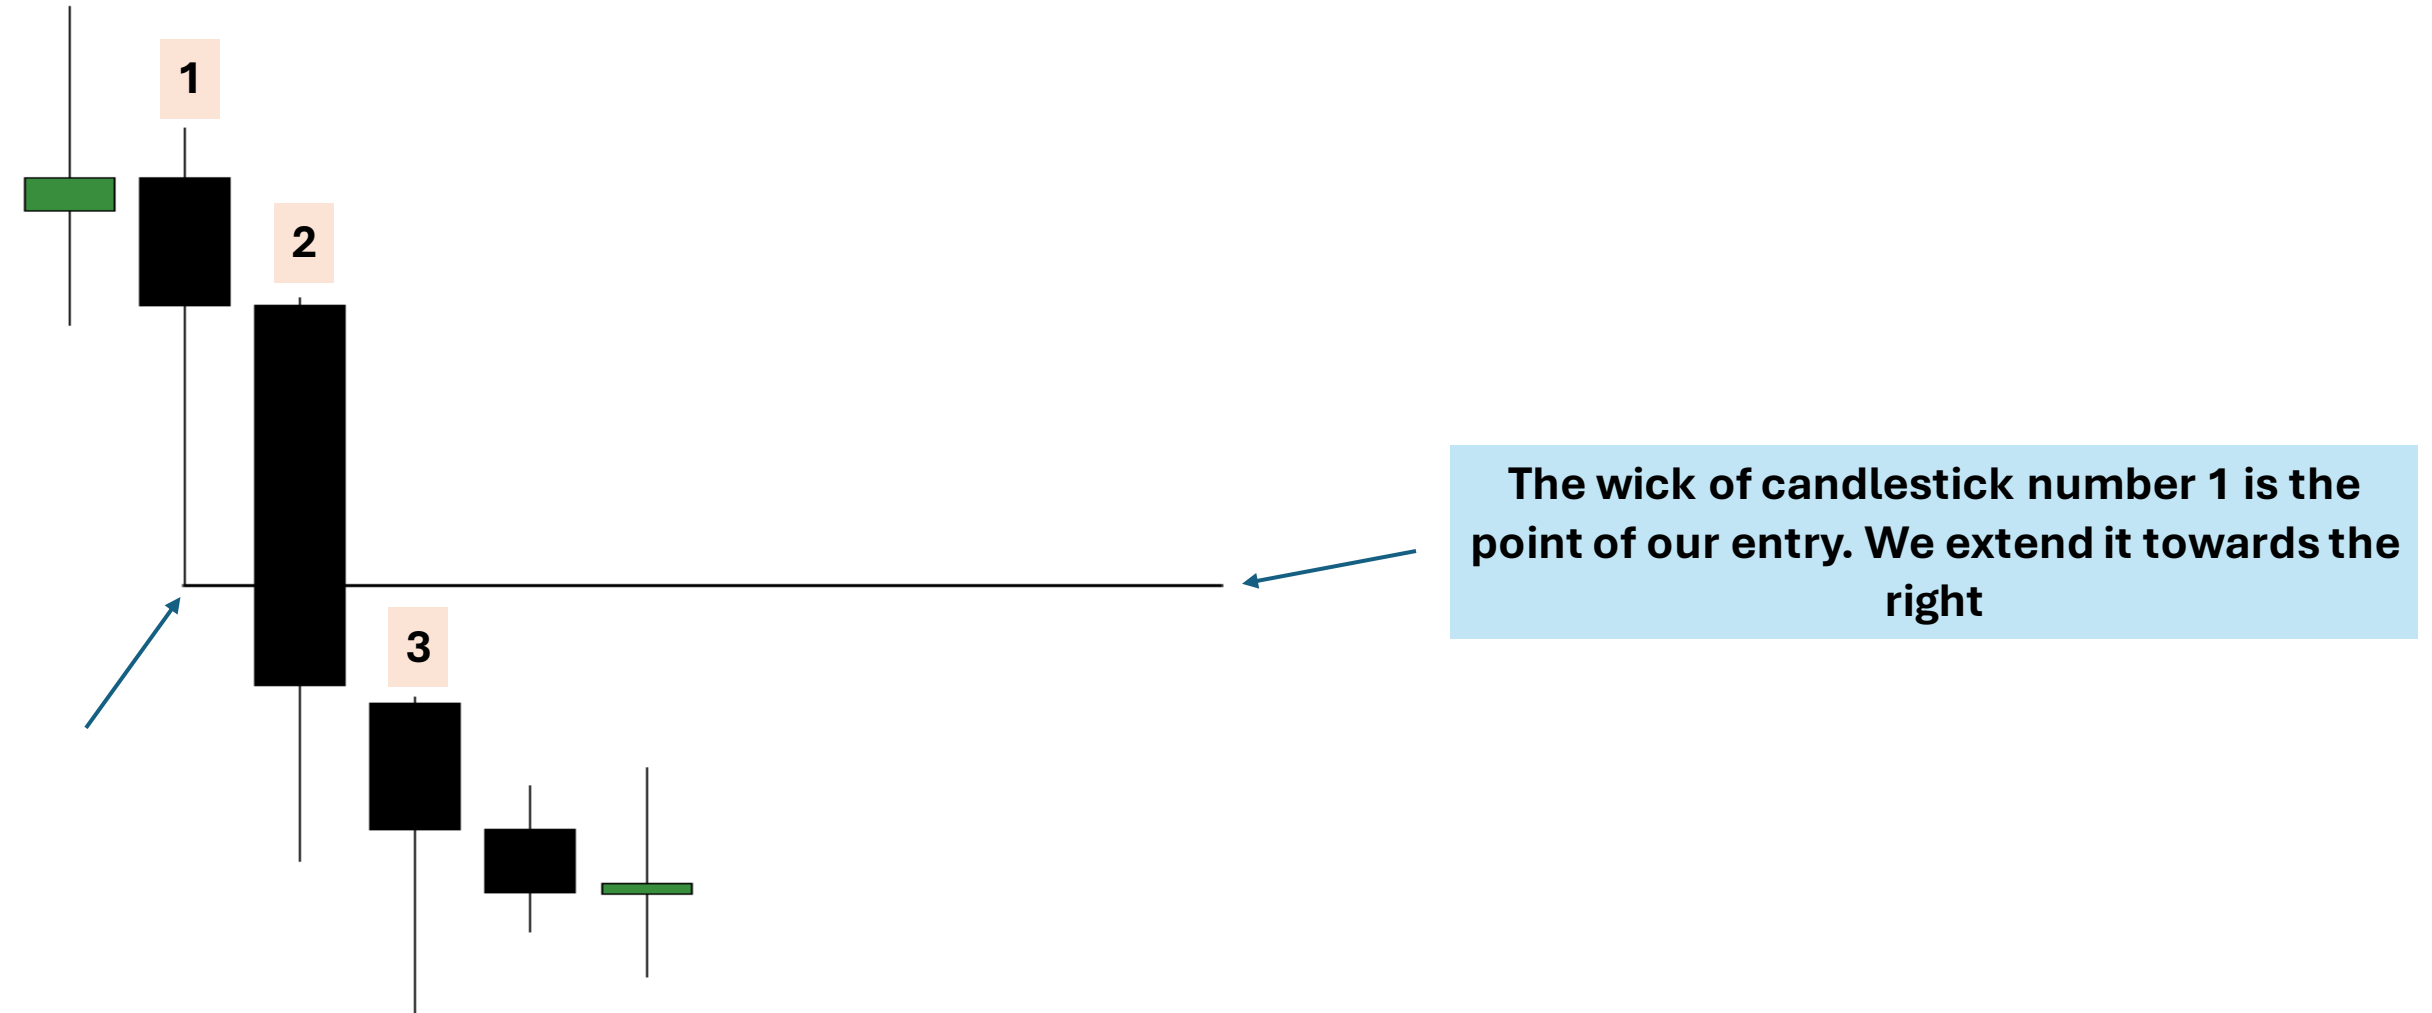 1
2
The wick of candlestick number 1 is the
point of our entry. We extend it towards the
right
3